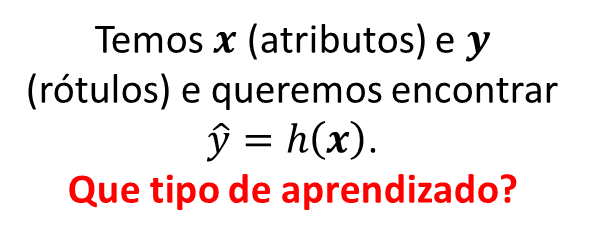 Temos x (atributos) e y
(rótulos) e queremos encontrar
ŷ = h(x).
Que tipo de aprendizado?